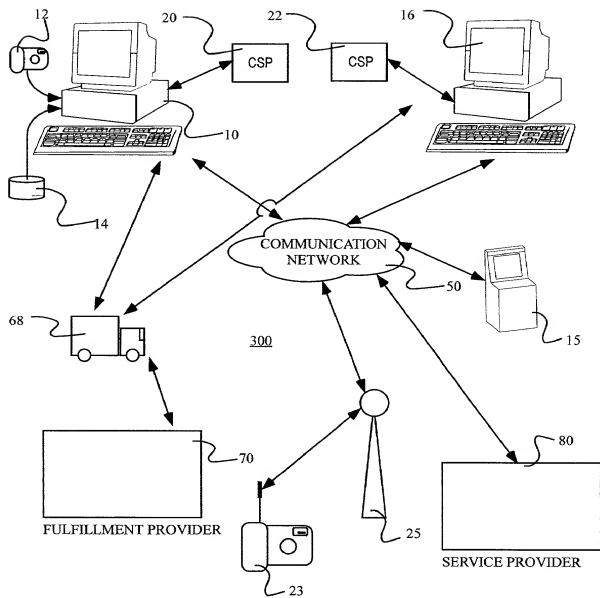 12
20
CSP
22
CSP
16
10
14
COMMUNICATION
NETWORK
50
15
68
300
70
FULFILLMENT PROVIDER
23
25
80
SERVICE PROVIDER